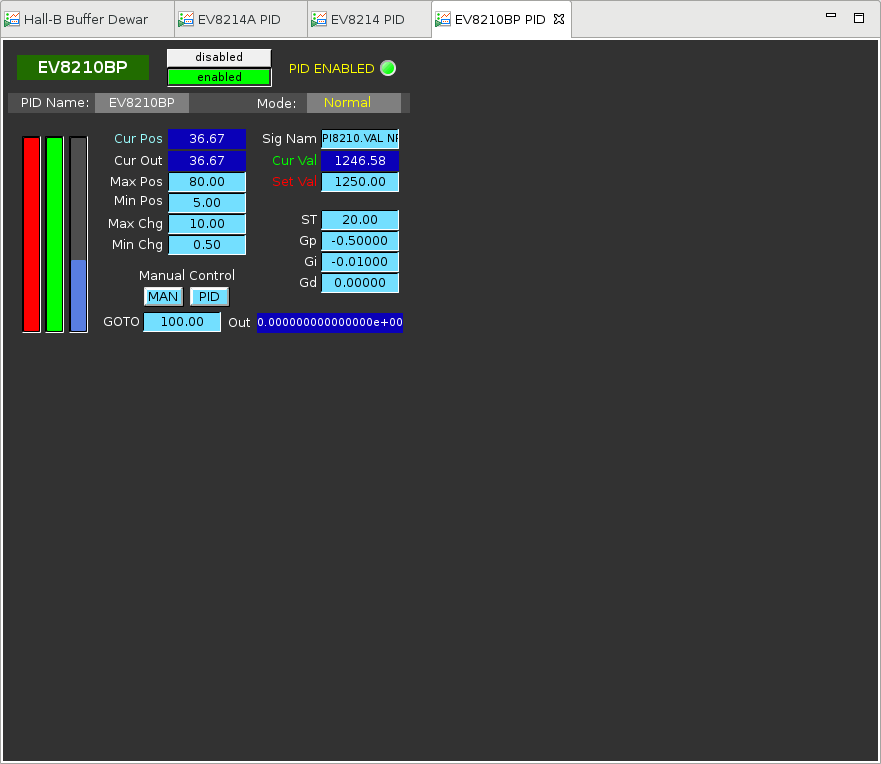 Hall-B Buffer Dewar EV8214A PID EV8214 PID EV8210BP PID
EV8210BP
disabled
enabled
PID ENABLED
PID Name: EV8210BP Mode: Normal
Cur Pos 36.67 Sig Nam PI8210.VAL
Cur Out 36.67 Cur Val 1246.58
Max Pos 80.00 Set Val 1250.00
Min Pos 5.00
Max Chg 10.00 ST 20.00
Min Chg 0.50 Gp -0.50000
Gi -0.01000
Manual Control Gd 0.00000
MAN PID
GOTO 100.00 Out 0.000000000000000e+00